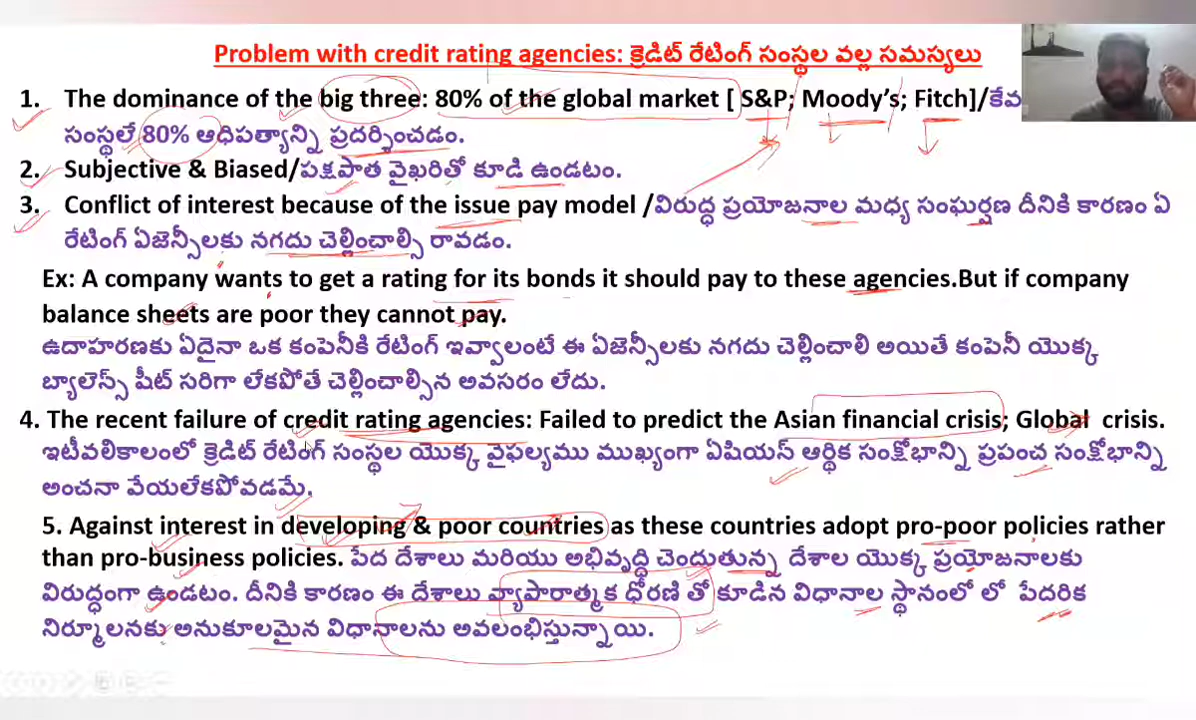 Problem with credit rating agencies: క్రెడిట్ రేటింగ్ సంస్థల వల్ల సమస్యలు
1. The dominance of the big three: 80% of the global market [ S&P; Moody's; Fitch]/కేవ
సంస్థలే 80% ఆధిపత్యాన్ని ప్రదర్శించడం.
2. Subjective & Biased/పక్షపాత వైఖరితో కూడి ఉండటం.
3. Conflict of interest because of the issue pay model /విరుద్ధ ప్రయోజనాల మధ్య సంఘర్షణ దీనికి కారణం ఏ
రేటింగ్ ఏజెన్సీలకు నగదు చెల్లించాల్సి రావడం.
Ex: A company wants to get a rating for its bonds it should pay to these agencies.But if company
balance sheets are poor they cannot pay.
ఉదాహరణకు ఏదైనా ఒక కంపెనీకి రేటింగ్ ఇవ్వాలంటే ఈ ఏజెన్సీలకు నగదు చెల్లించాలి అయితే కంపెనీ యొక్క
బ్యాలెన్స్ షీట్ సరిగా లేకపోతే చెల్లించాల్సిన అవసరం లేదు.
4. The recent failure of credit rating agencies: Failed to predict the Asian financial crisis; Global crisis.
ఇటీవలికాలంలో క్రెడిట్ రేటింగ్ సంస్థల యొక్క వైఫల్యము ముఖ్యంగా ఏషియన్ ఆర్థిక సంక్షోభాన్ని ప్రపంచ సంక్షోభాన్ని
అంచనా వేయలేకపోవడమే.
5. Against interest in developing & poor countries as these countries adopt pro-poor policies rather
than pro-business policies. పేద దేశాలు మరియు అభివృద్ధి చెందుతున్న దేశాల యొక్క ప్రయోజనాలకు
విరుద్ధంగా ఉండటం. దీనికి కారణం ఈ దేశాలు వ్యాపారాత్మక ధోరణి తో కూడిన విధానాల స్థానంలో లో పేదరిక
నిర్మూలనకు అనుకూలమైన విధానాలను అవలంభిస్తున్నాయి.